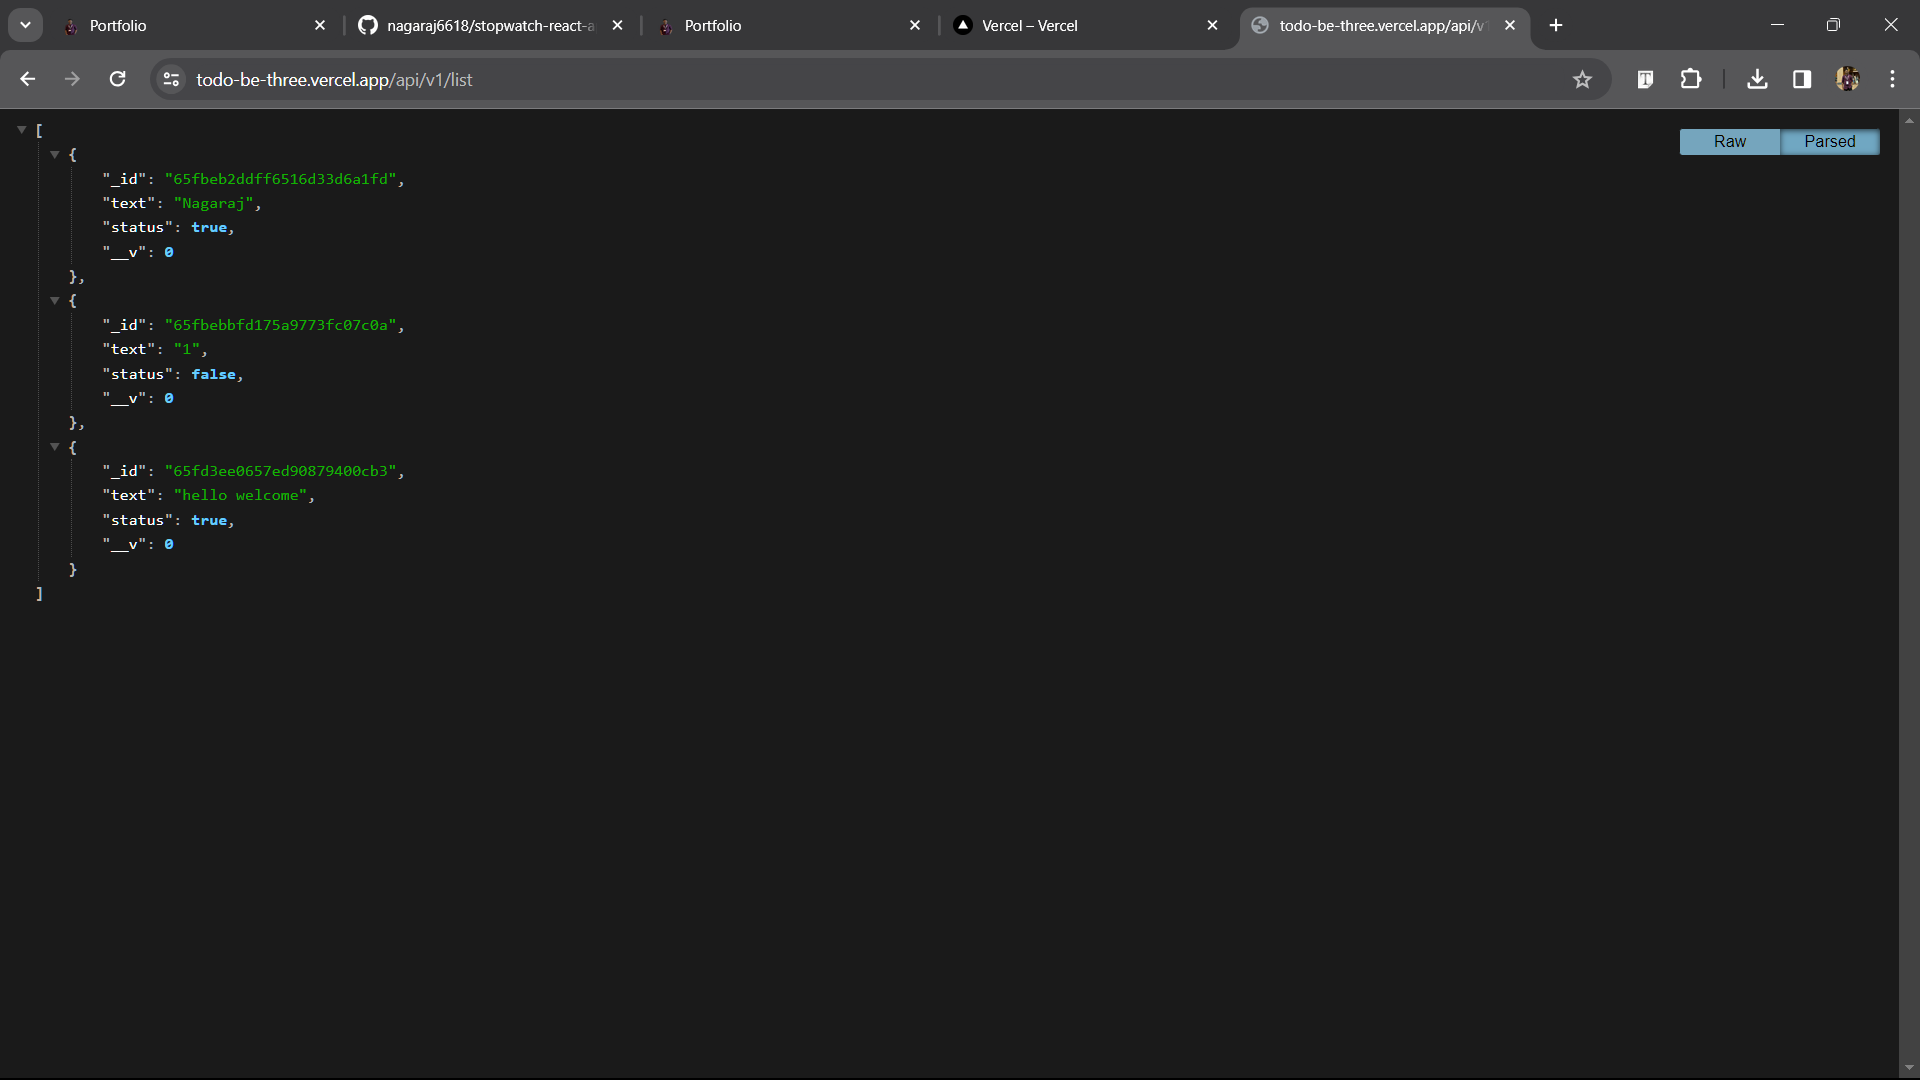 Portfolio
nagaraj6618/stopwatch-react-a
Portfolio
Vercel – Vercel
todo-be-three.vercel.app/api/v1
todo-be-three.vercel.app/api/v1/list
Raw
Parsed
[
{
"_id": "65fbeb2ddff6516d33d6a1fd",
"text": "Nagaraj",
"status": true,
"__v": 0
},
{
"_id": "65fbebbfd175a9773fc07c0a",
"text": "1",
"status": false,
"__v": 0
},
{
"_id": "65fd3ee0657ed90879400cb3",
"text": "hello welcome",
"status": true,
"__v": 0
}
]